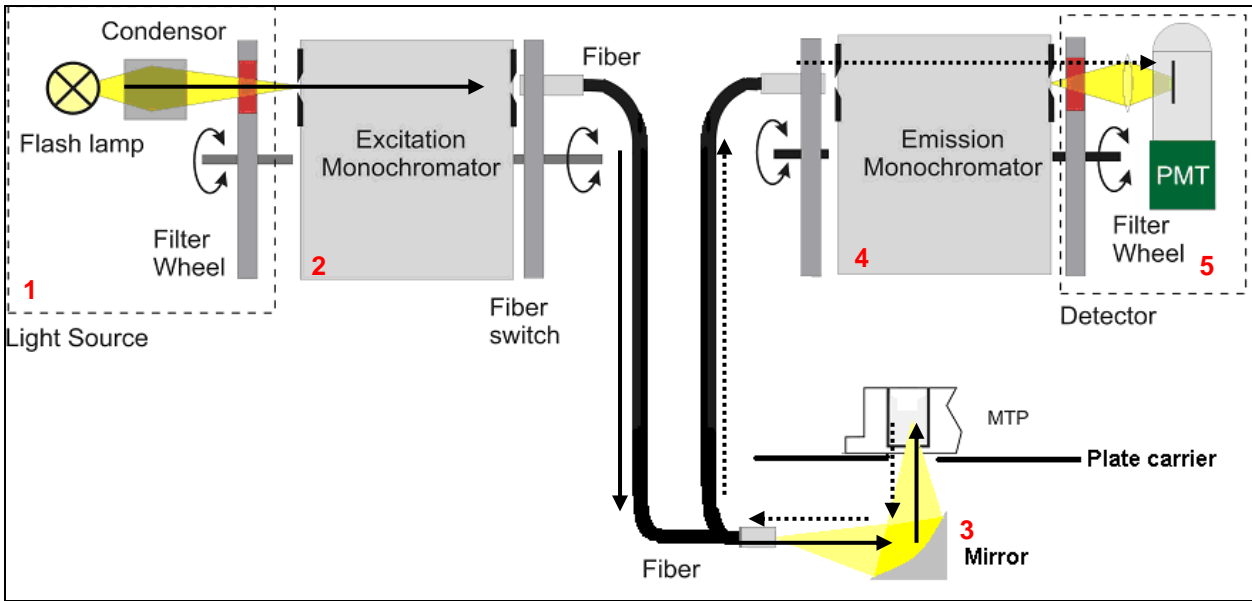 Condensor
Flash lamp
Filter
Wheel
1
Light Source
Excitation
Monochromator
2
Fiber
switch
Fiber
Fiber
Emission
Monochromator
4
PMT
Filter
Wheel
5
Detector
MTP
Plate carrier
3
Mirror